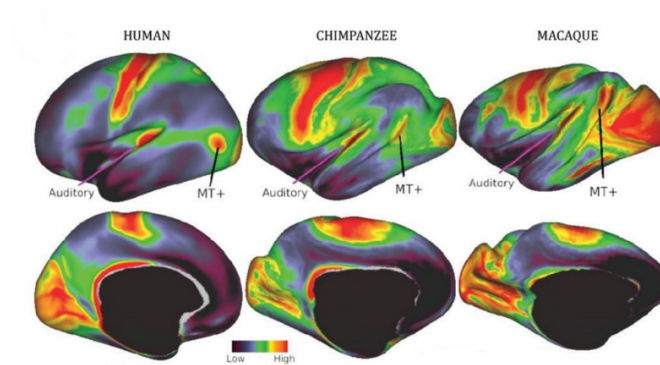 HUMAN
CHIMPANZEE
MACAQUE
Auditory
MT+
Auditory
MT+
Auditory
MT+
Low
High